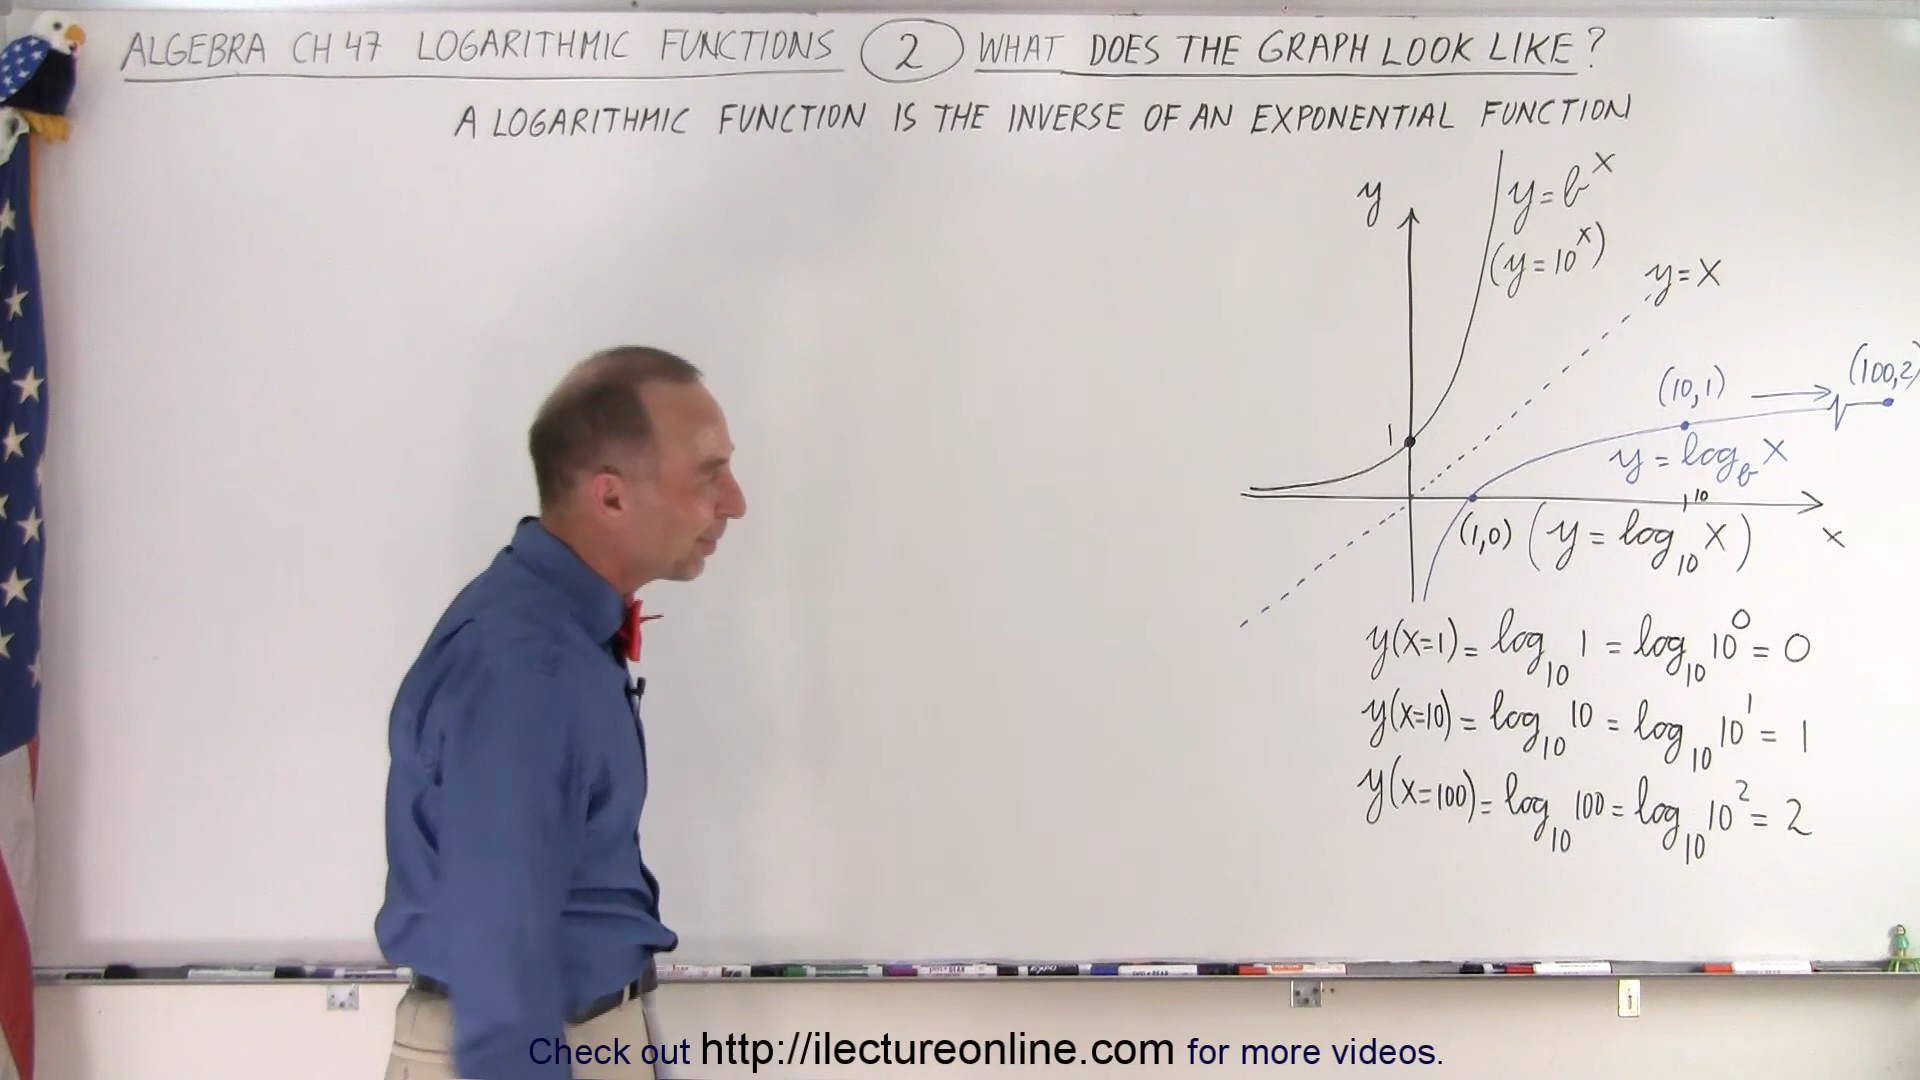 ALGEBRA CH 47 LOGARITHMIC FUNCTIONS 2 WHAT DOES THE GRAPH LOOK LIKE?
A LOGARITHMIC FUNCTION IS THE INVERSE OF AN EXPONENTIAL FUNCTION
y
y = b^x
(y = 10^x)
y = x
(10,1)
(100,2)
1
y = log_b x
10
(1,0) (y = log_10 x)
x
y(x=1) = log_10 1 = log_10 10^0 = 0
y(x=10) = log_10 10 = log_10 10^1 = 1
y(x=100) = log_10 100 = log_10 10^2 = 2
Check out http://ilectureonline.com for more videos.